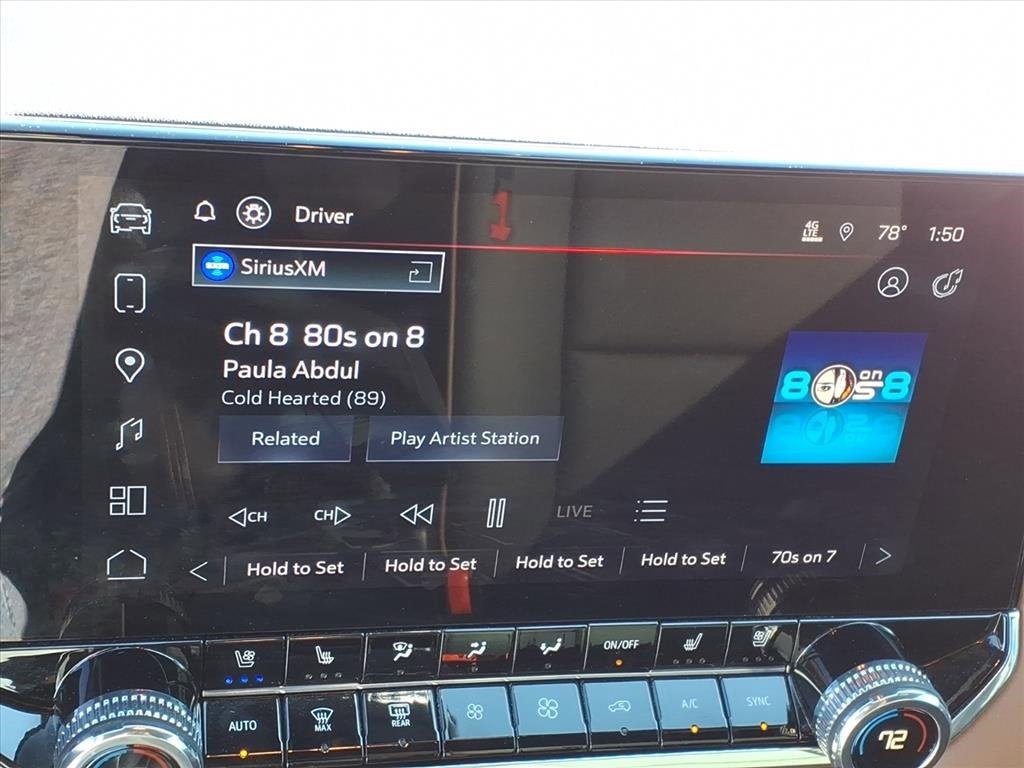 Driver
4G
LTE
78° 1:50
SiriusXM
Ch 8 80s on 8
Paula Abdul
Cold Hearted (89)
80s on 8
Related
Play Artist Station
CH
CH
LIVE
Hold to Set
Hold to Set
Hold to Set
Hold to Set
70s on 7
ON/OFF
AUTO
MAX
REAR
A/C
SYNC
72